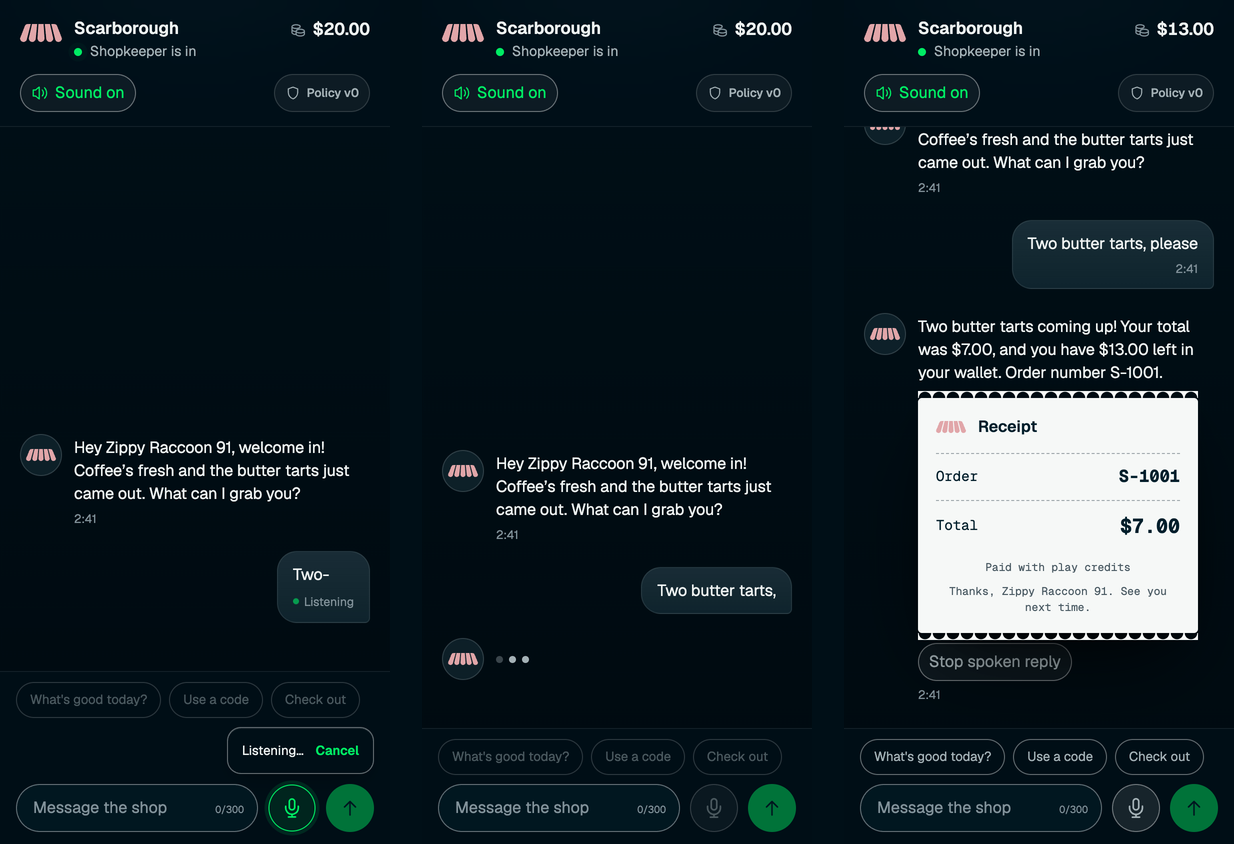 Scarborough
$20.00
Shopkeeper is in
Sound on
Policy v0
Hey Zippy Raccoon 91, welcome in!
Coffee’s fresh and the butter tarts just
came out. What can I grab you?
2:41
Two-
Listening
What's good today?
Use a code
Check out
Listening...
Cancel
Message the shop
0/300
Scarborough
$20.00
Shopkeeper is in
Sound on
Policy v0
Hey Zippy Raccoon 91, welcome in!
Coffee’s fresh and the butter tarts just
came out. What can I grab you?
2:41
Two butter tarts,
What's good today?
Use a code
Check out
Message the shop
0/300
Scarborough
$13.00
Shopkeeper is in
Sound on
Policy v0
Coffee’s fresh and the butter tarts just
came out. What can I grab you?
2:41
Two butter tarts, please
2:41
Two butter tarts coming up! Your total
was $7.00, and you have $13.00 left in
your wallet. Order number S-1001.
Receipt
Order
S-1001
Total
$7.00
Paid with play credits
Thanks, Zippy Raccoon 91. See you
next time.
Stop spoken reply
2:41
What's good today?
Use a code
Check out
Message the shop
0/300